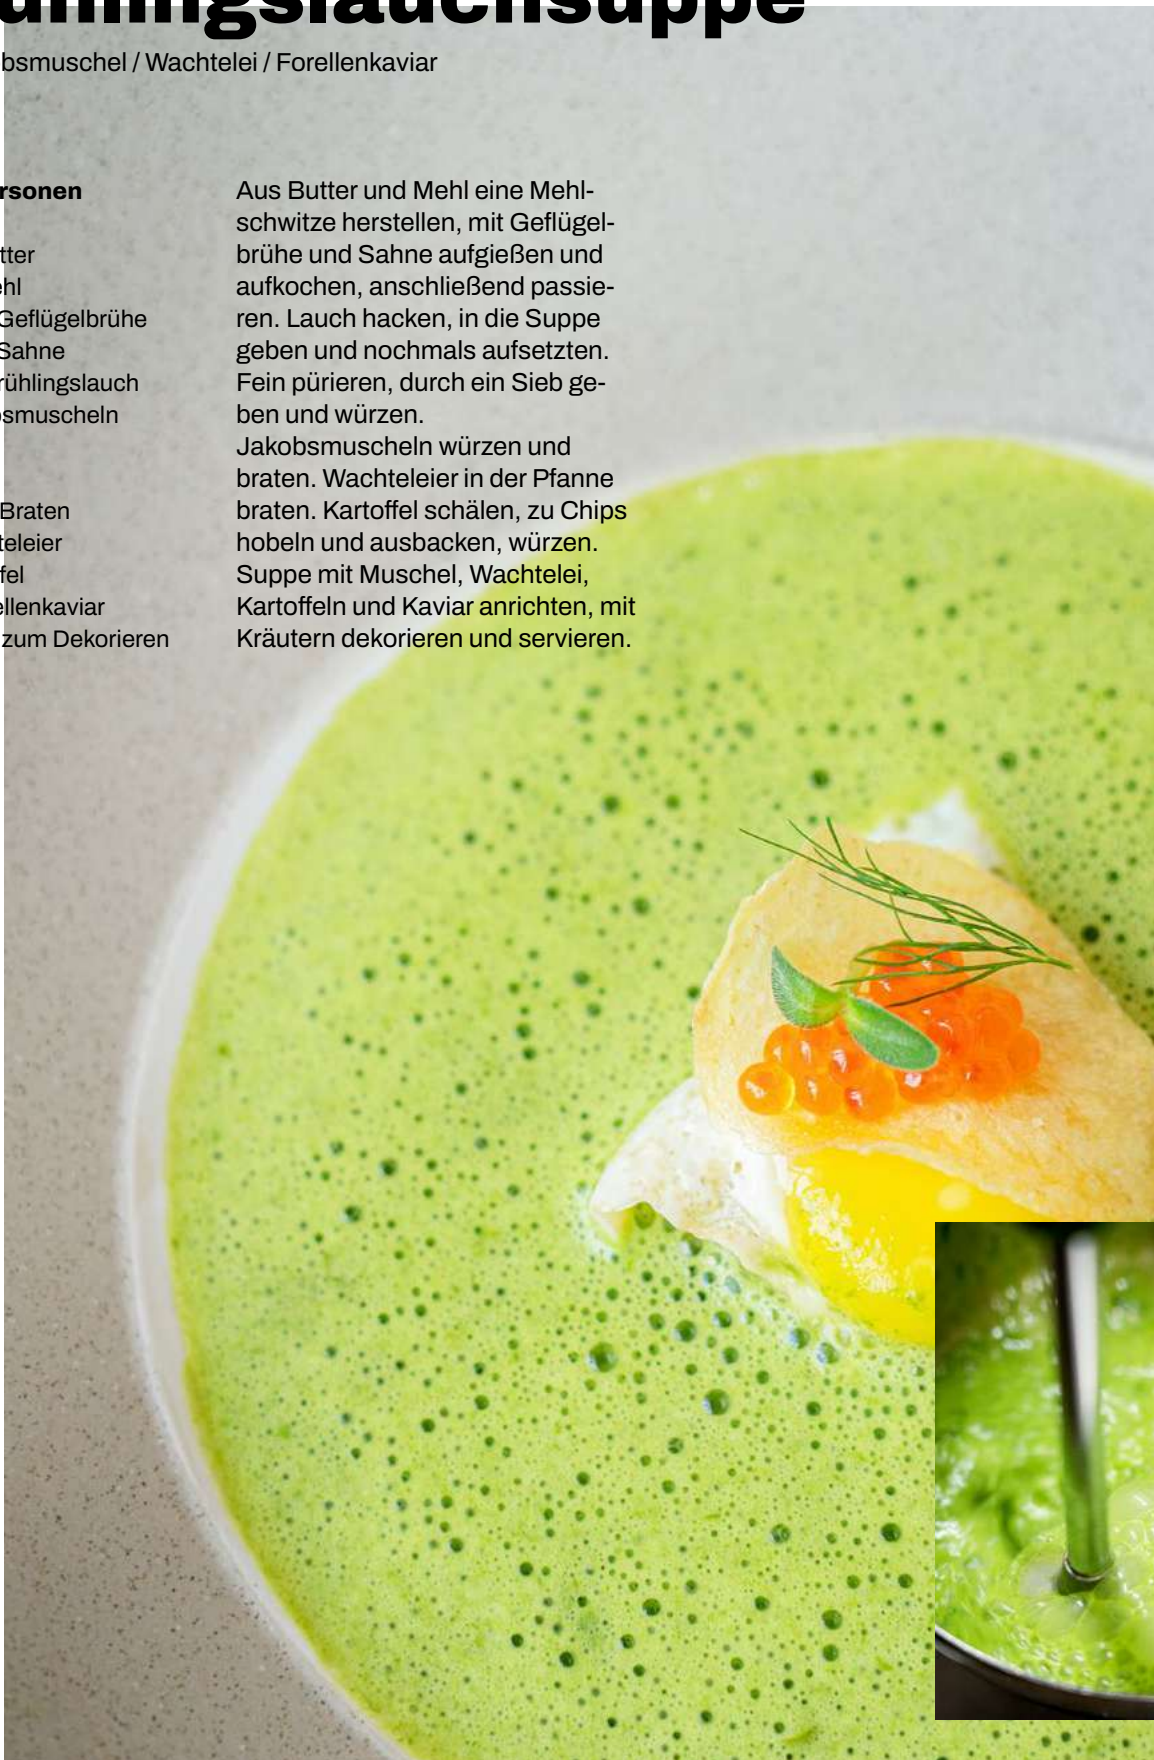 ühlingslauchsuppe
bsmuschel / Wachtelei / Forellenkaviar
rsonen
tter
ehl
Geflügelbrühe
Sahne
rühlingslauch
osmuscheln
Braten
teleier
fel
ellenkaviar
zum Dekorieren
Aus Butter und Mehl eine Mehl-
schwitze herstellen, mit Geflügel-
brühe und Sahne aufgießen und
aufkochen, anschließend passie-
ren. Lauch hacken, in die Suppe
geben und nochmals aufsetzten.
Fein pürieren, durch ein Sieb ge-
ben und würzen.
Jakobsmuscheln würzen und
braten. Wachteleier in der Pfanne
braten. Kartoffel schälen, zu Chips
hobeln und ausbacken, würzen.
Suppe mit Muschel, Wachtelei,
Kartoffeln und Kaviar anrichten, mit
Kräutern dekorieren und servieren.